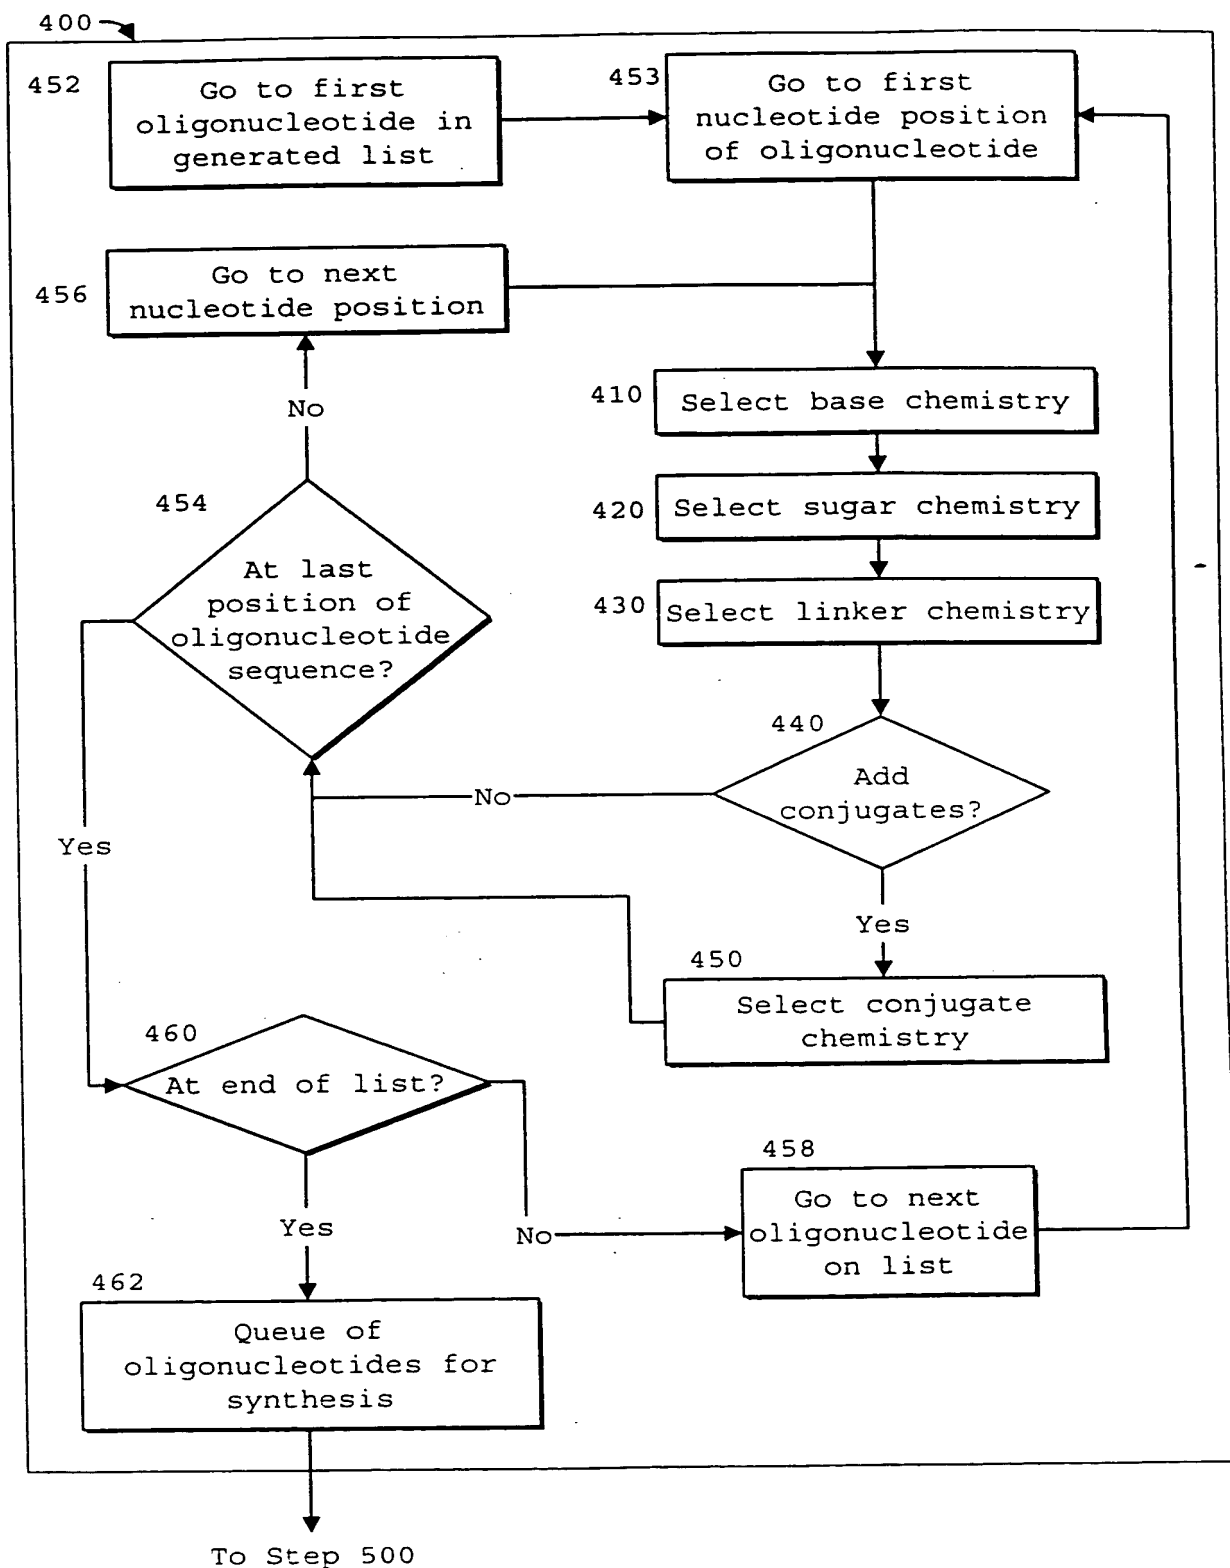 400
452
Go to first
oligonucleotide in
generated list
453
Go to first
nucleotide position
of oligonucleotide
456
Go to next
nucleotide position
No
410
Select base chemistry
454
420
Select sugar chemistry
At last
position of
oligonucleotide
sequence?
430
Select linker chemistry
440
Add
conjugates?
No
Yes
Yes
450
Select conjugate
chemistry
460
At end of list?
458
Go to next
oligonucleotide
on list
Yes
No
462
Queue of
oligonucleotides for
synthesis
To Step 500